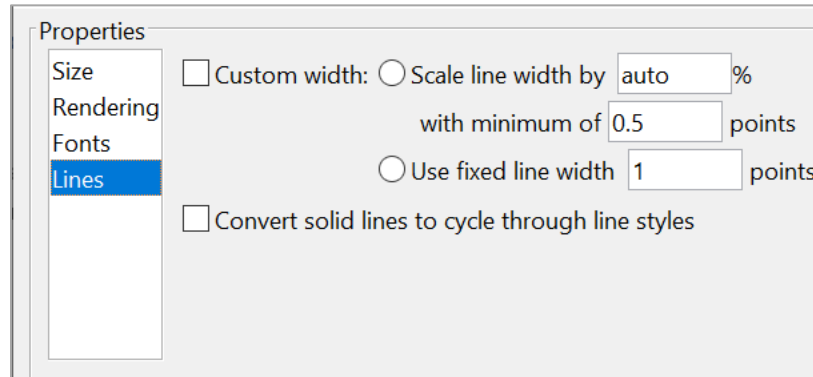 Properties
Size
Rendering
Fonts
Lines
Custom width: Scale line width by auto %
with minimum of 0.5 points
Use fixed line width 1 points
Convert solid lines to cycle through line styles